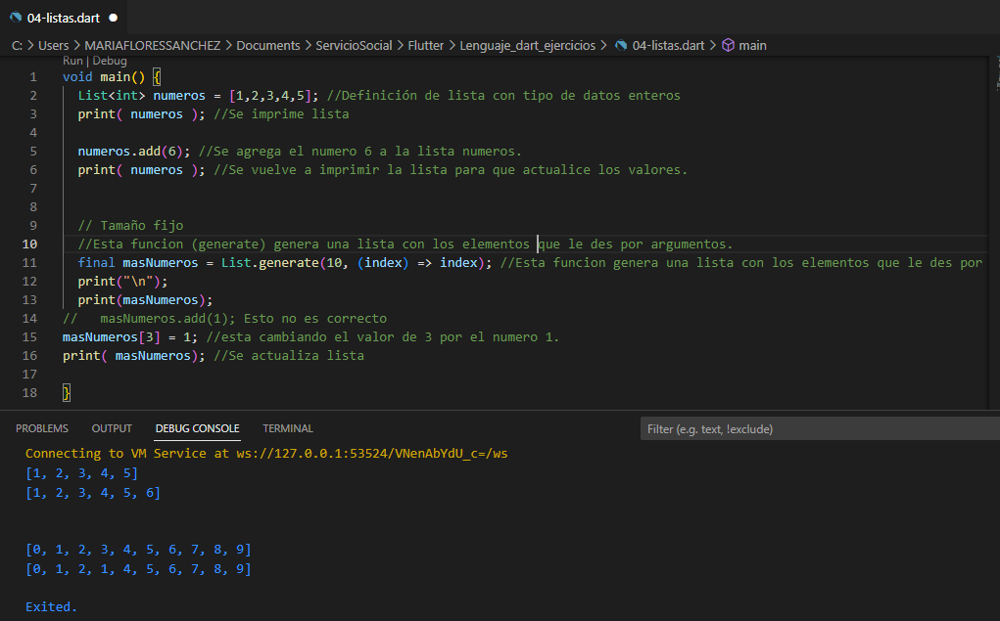 04-listas.dart ●
C: > Users > MARIAFLORESSANCHEZ > Documents > ServicioSocial > Flutter > Lenguaje_dart_ejercicios > 04-listas.dart > main
Run | Debug
1 void main() {
2 List<int> numeros = [1,2,3,4,5]; //Definición de lista con tipo de datos enteros
3 print( numeros ); //Se imprime lista
4
5 numeros.add(6); //Se agrega el numero 6 a la lista numeros.
6 print( numeros ); //Se vuelve a imprimir la lista para que actualice los valores.
7
8
9 // Tamaño fijo
10 //Esta funcion (generate) genera una lista con los elementos que le des por argumentos.
11 final masNumeros = List.generate(10, (index) => index); //Esta funcion genera una lista con los elementos que le des por
12 print("\n");
13 print(masNumeros);
14 //   masNumeros.add(1); Esto no es correcto
15 masNumeros[3] = 1; //esta cambiando el valor de 3 por el numero 1.
16 print( masNumeros); //Se actualiza lista
17
18 }
PROBLEMS OUTPUT DEBUG CONSOLE TERMINAL Filter (e.g. text, !exclude)
Connecting to VM Service at ws://127.0.0.1:53524/VNenAbYdU_c=/ws
[1, 2, 3, 4, 5]
[1, 2, 3, 4, 5, 6]
[0, 1, 2, 3, 4, 5, 6, 7, 8, 9]
[0, 1, 2, 1, 4, 5, 6, 7, 8, 9]
Exited.